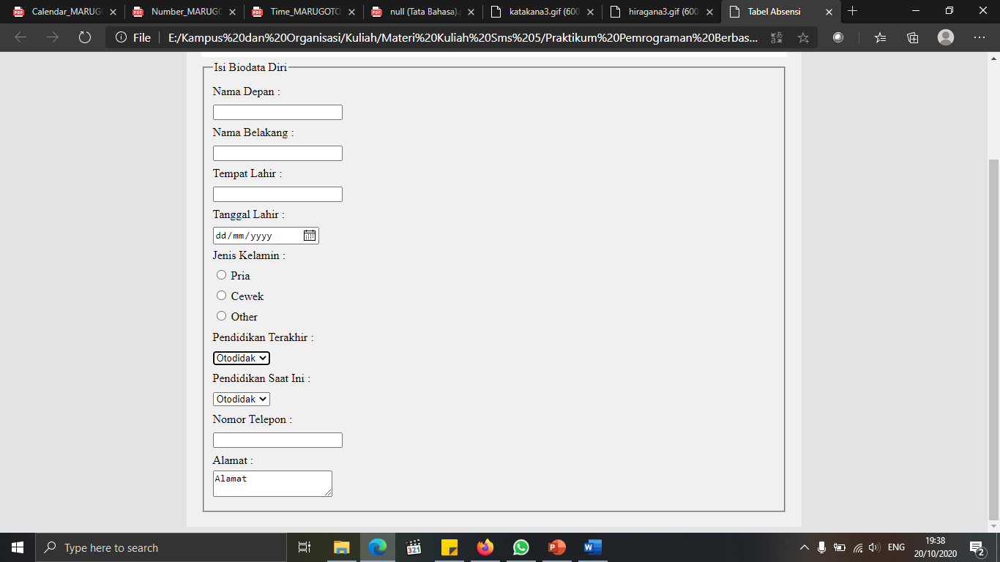 Calendar_MARUG
Number_MARUG
Time_MARUGOTO
null (Tata Bahasa).
katakana3.gif (600
hiragana3.gif (600
Tabel Absensi
File
E:/Kampus%20dan%20Organisasi/Kuliah/Materi%20Kuliah%20Sms%205/Praktikum%20Pemrograman%20Berbas...
Isi Biodata Diri
Nama Depan :
Nama Belakang :
Tempat Lahir :
Tanggal Lahir :
dd/mm/yyyy
Jenis Kelamin :
Pria
Cewek
Other
Pendidikan Terakhir :
Otodidak
Pendidikan Saat Ini :
Otodidak
Nomor Telepon :
Alamat :
Alamat
Type here to search
ENG
19:38
20/10/2020
2